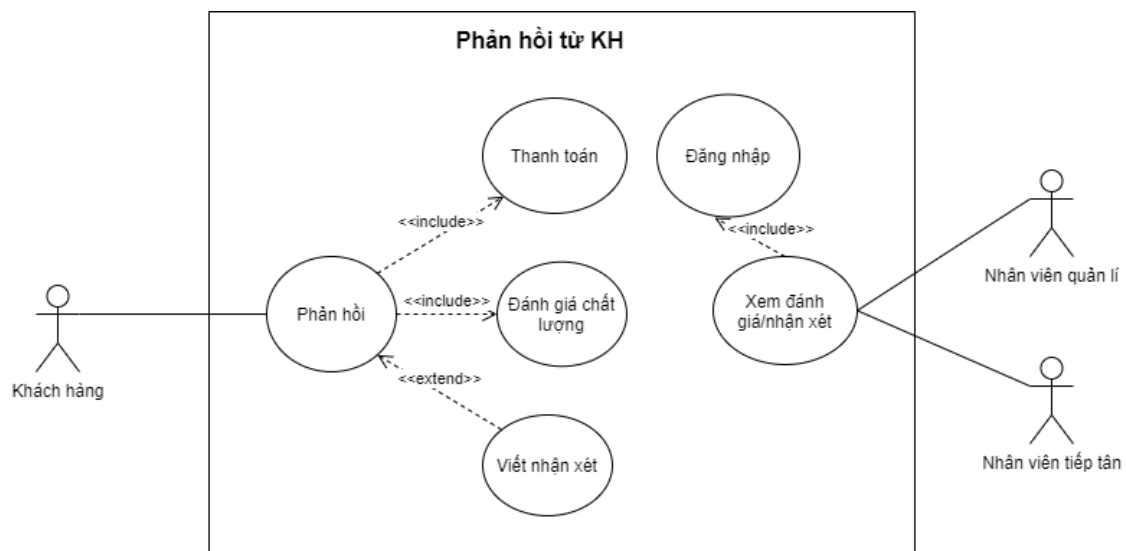 Phản hồi từ KH
Thanh toán
Đăng nhập
<<include>>
<<include>>
Phản hồi
<<include>>
Đánh giá chất
lượng
Xem đánh
giá/nhận xét
Nhân viên quản lí
Khách hàng
<<extend>>
Viết nhận xét
Nhân viên tiếp tân